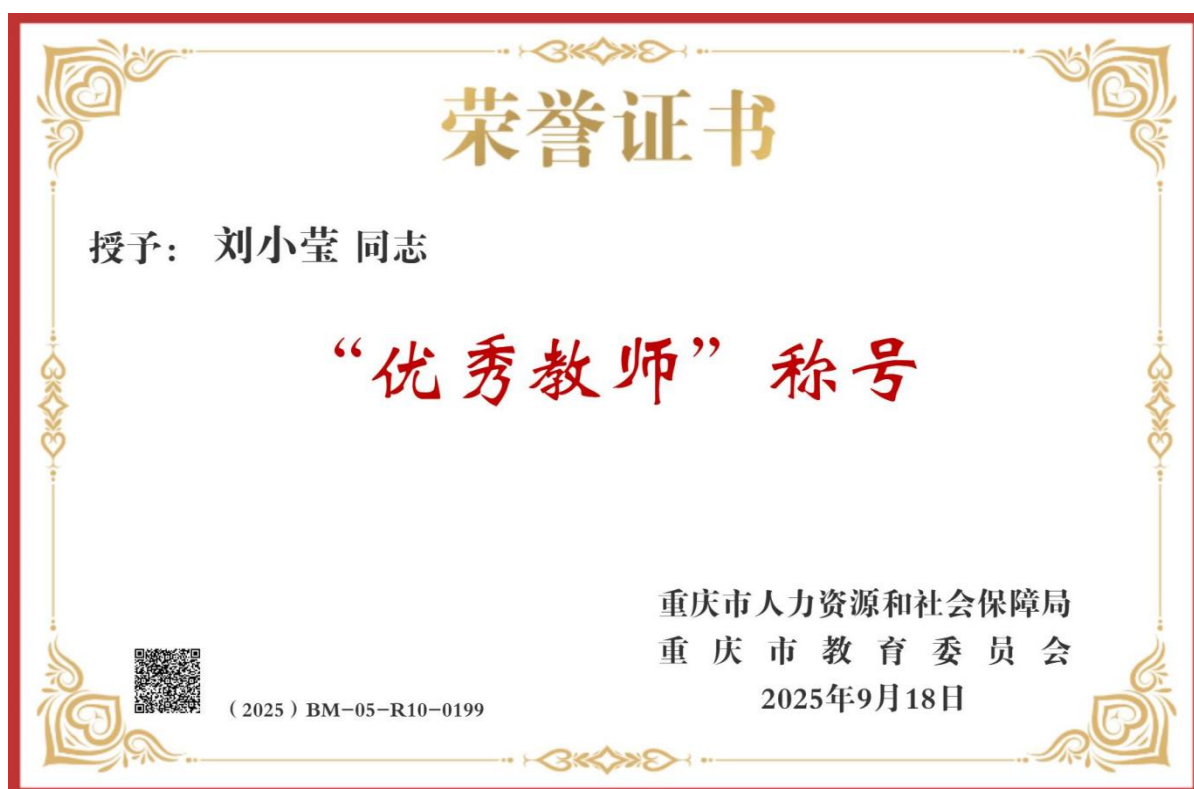 荣誉证书
授予： 刘小莹 同志
“优秀教师”称号
重庆市人力资源和社会保障局
重庆市教育委员会
2025年9月18日
（2025）BM-05-R10-0199